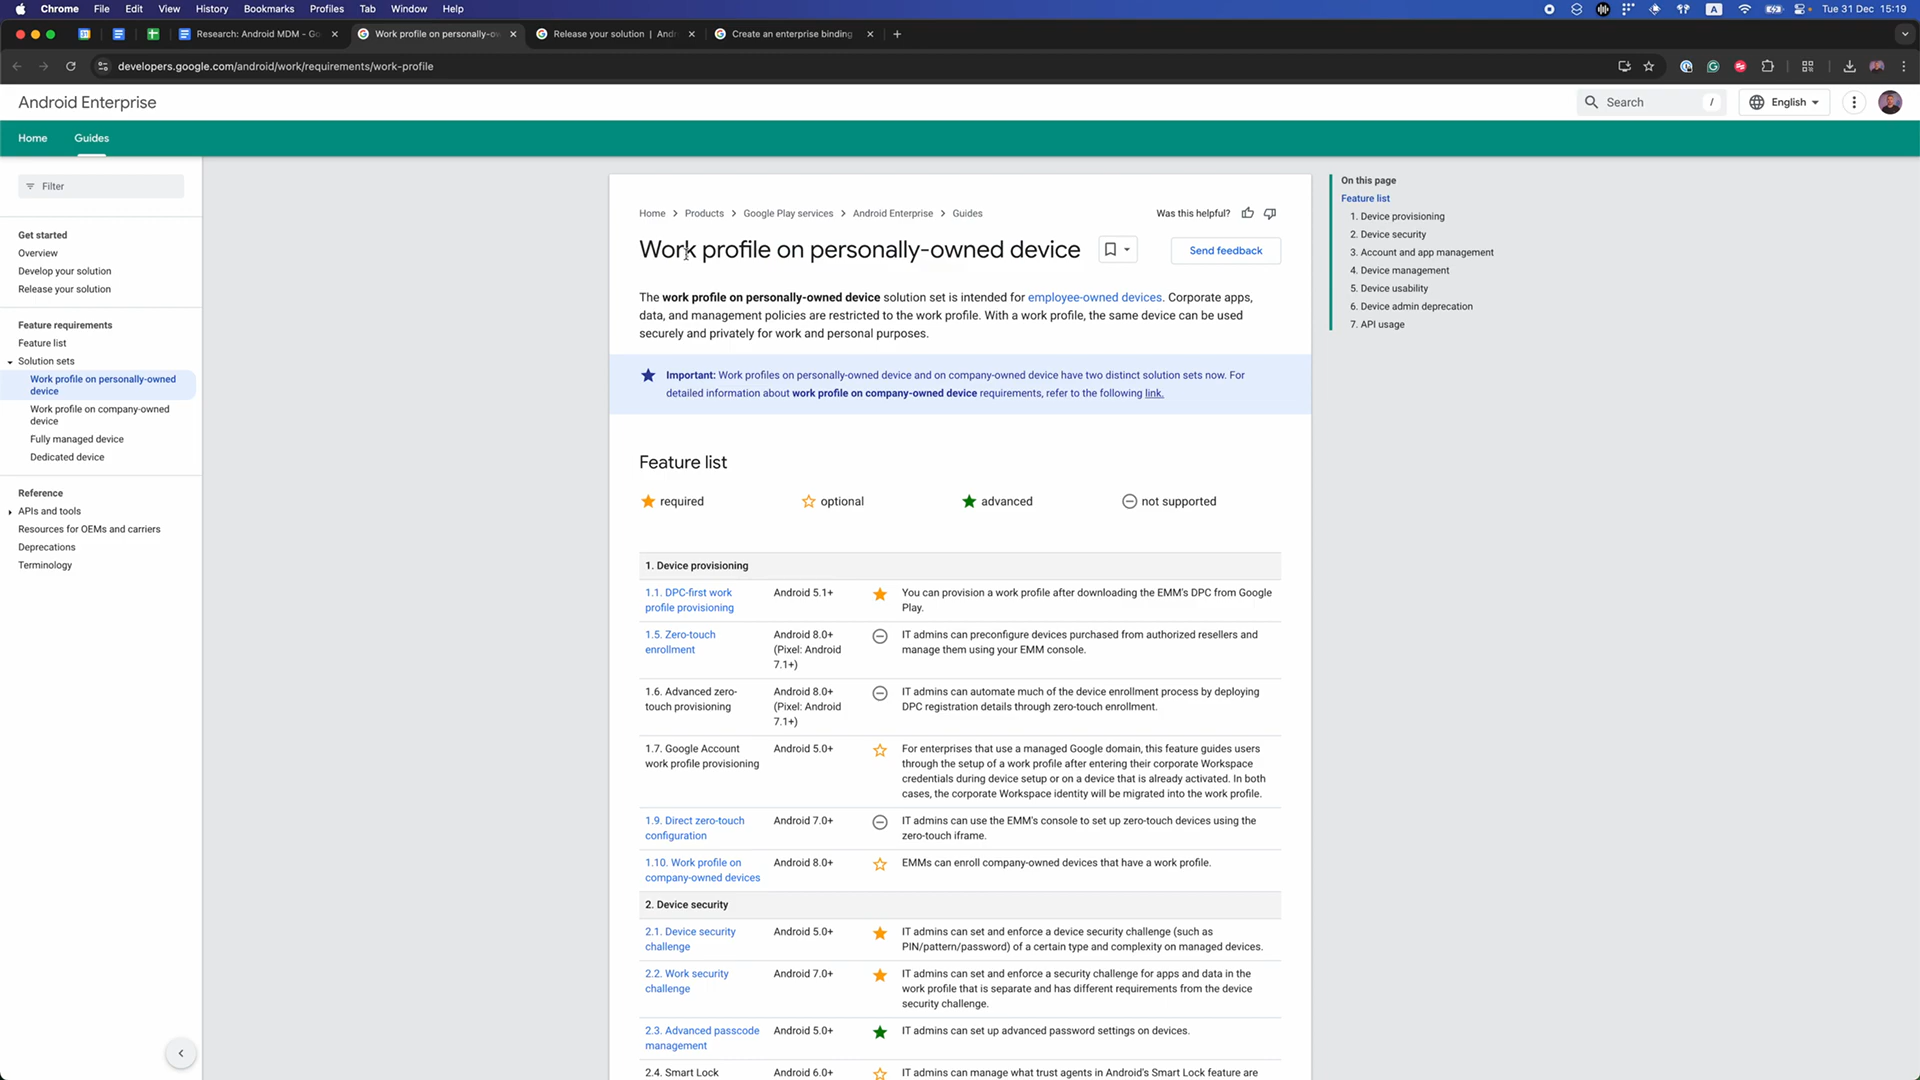 Chrome File Edit View History Bookmarks Profiles Tab Window Help
A Tue 31 Dec 15:19
Research: Android MDM - Go
Work profile on personally-ow
Release your solution | And
Create an enterprise binding
developers.google.com/android/work/requirements/work-profile
Android Enterprise
Search /
English
Home Guides
Filter
Get started
Overview
Develop your solution
Release your solution
Feature requirements
Feature list
Solution sets
Work profile on personally-owned
device
Work profile on company-owned
device
Fully managed device
Dedicated device
Reference
APIs and tools
Resources for OEMs and carriers
Deprecations
Terminology
Home > Products > Google Play services > Android Enterprise > Guides
Was this helpful?
Work profile on personally-owned device
Send feedback
The work profile on personally-owned device solution set is intended for employee-owned devices. Corporate apps,
data, and management policies are restricted to the work profile. With a work profile, the same device can be used
securely and privately for work and personal purposes.
Important: Work profiles on personally-owned device and on company-owned device have two distinct solution sets now. For
detailed information about work profile on company-owned device requirements, refer to the following link.
Feature list
required optional advanced not supported
1. Device provisioning
1.1. DPC-first work
profile provisioning
Android 5.1+
You can provision a work profile after downloading the EMM's DPC from Google
Play.
1.5. Zero-touch
enrollment
Android 8.0+
(Pixel: Android
7.1+)
IT admins can preconfigure devices purchased from authorized resellers and
manage them using your EMM console.
1.6. Advanced zero-
touch provisioning
Android 8.0+
(Pixel: Android
7.1+)
IT admins can automate much of the device enrollment process by deploying
DPC registration details through zero-touch enrollment.
1.7. Google Account
work profile provisioning
Android 5.0+
For enterprises that use a managed Google domain, this feature guides users
through the setup of a work profile after entering their corporate Workspace
credentials during device setup or on a device that is already activated. In both
cases, the corporate Workspace identity will be migrated into the work profile.
1.9. Direct zero-touch
configuration
Android 7.0+
IT admins can use the EMM's console to set up zero-touch devices using the
zero-touch iframe.
1.10. Work profile on
company-owned devices
Android 8.0+
EMMs can enroll company-owned devices that have a work profile.
2. Device security
2.1. Device security
challenge
Android 5.0+
IT admins can set and enforce a device security challenge (such as
PIN/pattern/password) of a certain type and complexity on managed devices.
2.2. Work security
challenge
Android 7.0+
IT admins can set and enforce a security challenge for apps and data in the
work profile that is separate and has different requirements from the device
security challenge.
2.3. Advanced passcode
management
Android 5.0+
IT admins can set up advanced password settings on devices.
2.4. Smart Lock
Android 6.0+
IT admins can manage what trust agents in Android's Smart Lock feature are
On this page
Feature list
1. Device provisioning
2. Device security
3. Account and app management
4. Device management
5. Device usability
6. Device admin deprecation
7. API usage